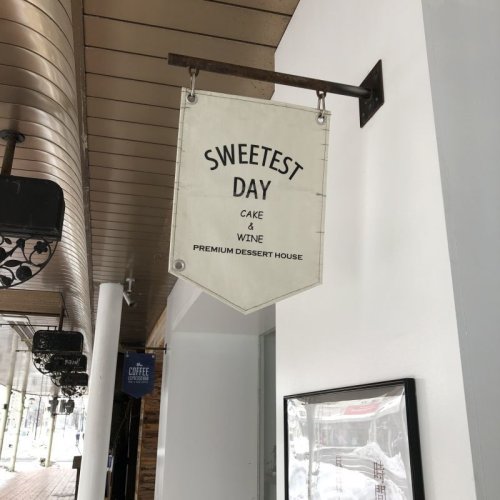 SWEETEST
DAY
CAKE
&
WINE
PREMIUM DESSERT HOUSE
COFFEE